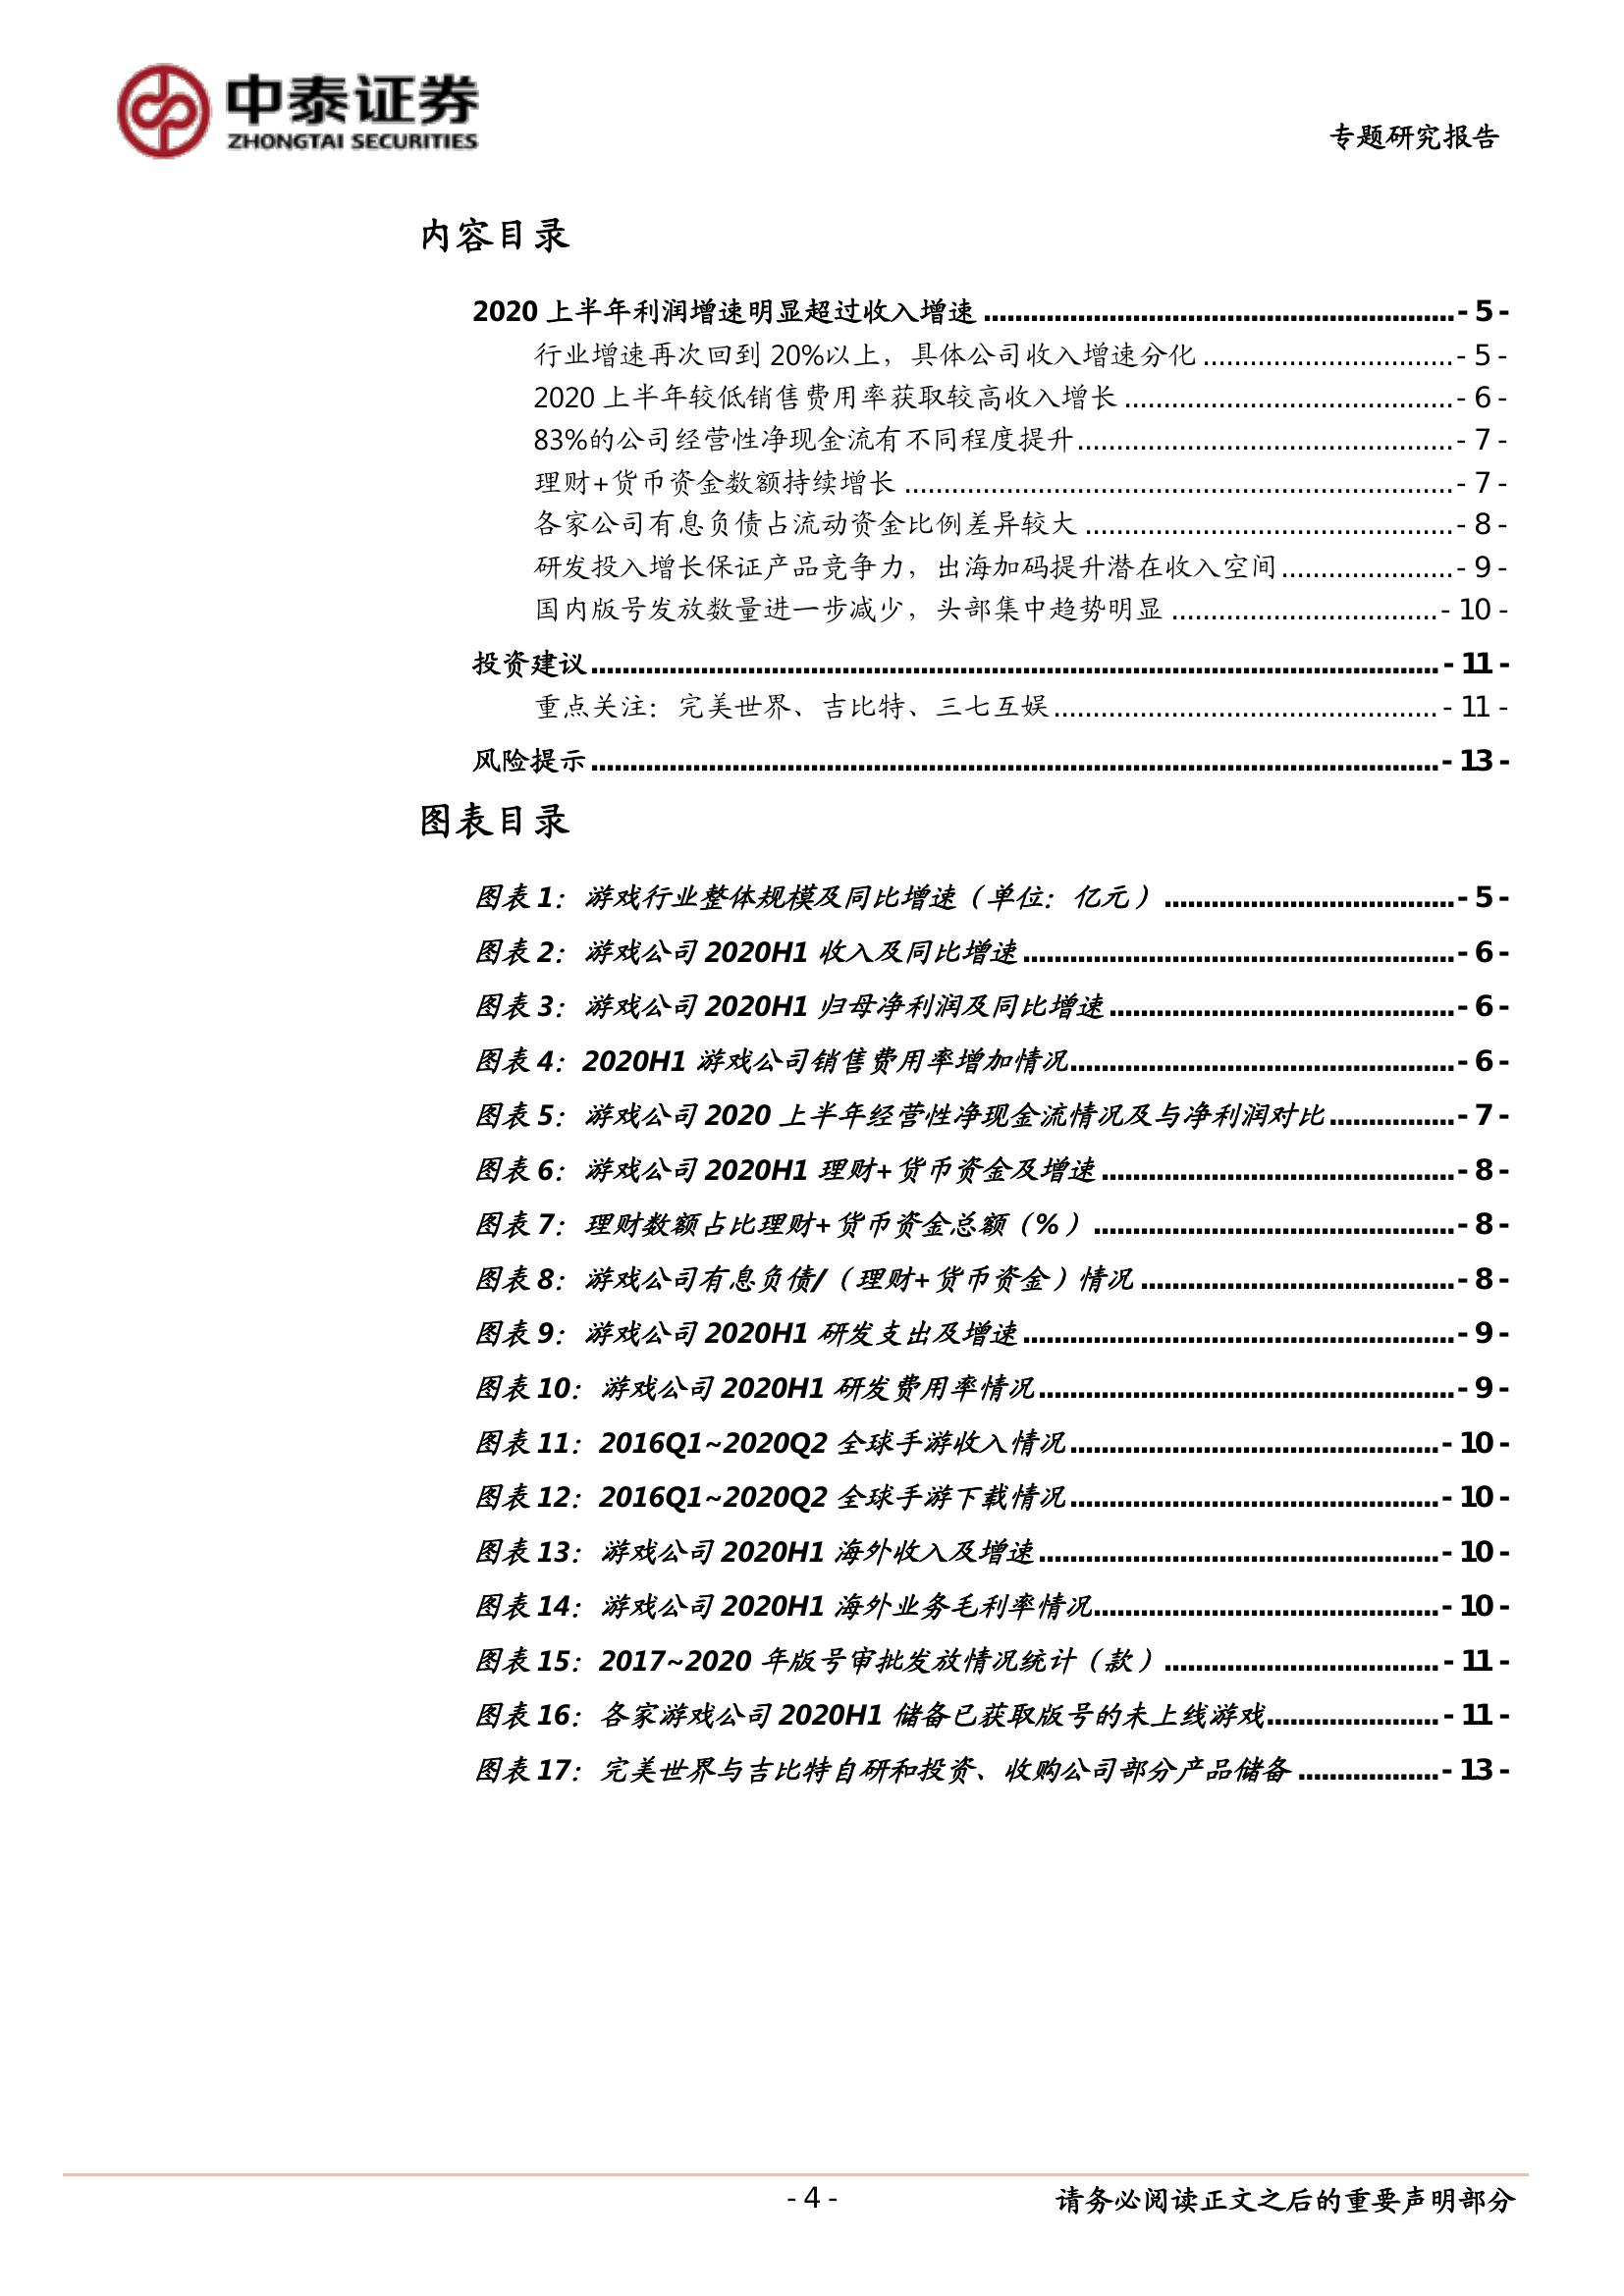 中泰证券
ZHONGTAI SECURITIES
专题研究报告
内容目录
2020 上半年利润增速明显超过收入增速............................................................- 5 -
行业增速再次回到 20%以上，具体公司收入增速分化................................- 5 -
2020 上半年较低销售费用率获取较高收入增长..........................................- 6 -
83%的公司经营性净现金流有不同程度提升................................................- 7 -
理财+货币资金数额持续增长......................................................................- 7 -
各家公司有息负债占流动资金比例差异较大...............................................- 8 -
研发投入增长保证产品竞争力，出海加码提升潜在收入空间......................- 9 -
国内版号发放数量进一步减少，头部集中趋势明显..................................- 10 -
投资建议............................................................................................................- 11 -
重点关注：完美世界、吉比特、三七互娱.................................................- 11 -
风险提示............................................................................................................- 13 -
图表目录
图表 1：游戏行业整体规模及同比增速（单位：亿元）.....................................- 5 -
图表 2：游戏公司 2020H1 收入及同比增速.......................................................- 6 -
图表 3：游戏公司 2020H1 归母净利润及同比增速............................................- 6 -
图表 4：2020H1 游戏公司销售费用率增加情况.................................................- 6 -
图表 5：游戏公司 2020 上半年经营性净现金流情况及与净利润对比................- 7 -
图表 6：游戏公司 2020H1 理财+货币资金及增速.............................................- 8 -
图表 7：理财数额占比理财+货币资金总额（%）..............................................- 8 -
图表 8：游戏公司有息负债/（理财+货币资金）情况........................................- 8 -
图表 9：游戏公司 2020H1 研发支出及增速.......................................................- 9 -
图表 10：游戏公司 2020H1 研发费用率情况.....................................................- 9 -
图表 11：2016Q1~2020Q2 全球手游收入情况...............................................- 10 -
图表 12：2016Q1~2020Q2 全球手游下载情况...............................................- 10 -
图表 13：游戏公司 2020H1 海外收入及增速...................................................- 10 -
图表 14：游戏公司 2020H1 海外业务毛利率情况............................................- 10 -
图表 15：2017~2020 年版号审批发放情况统计（款）...................................- 11 -
图表 16：各家游戏公司 2020H1 储备已获取版号的未上线游戏......................- 11 -
图表 17：完美世界与吉比特自研和投资、收购公司部分产品储备..................- 13 -
- 4 -
请务必阅读正文之后的重要声明部分